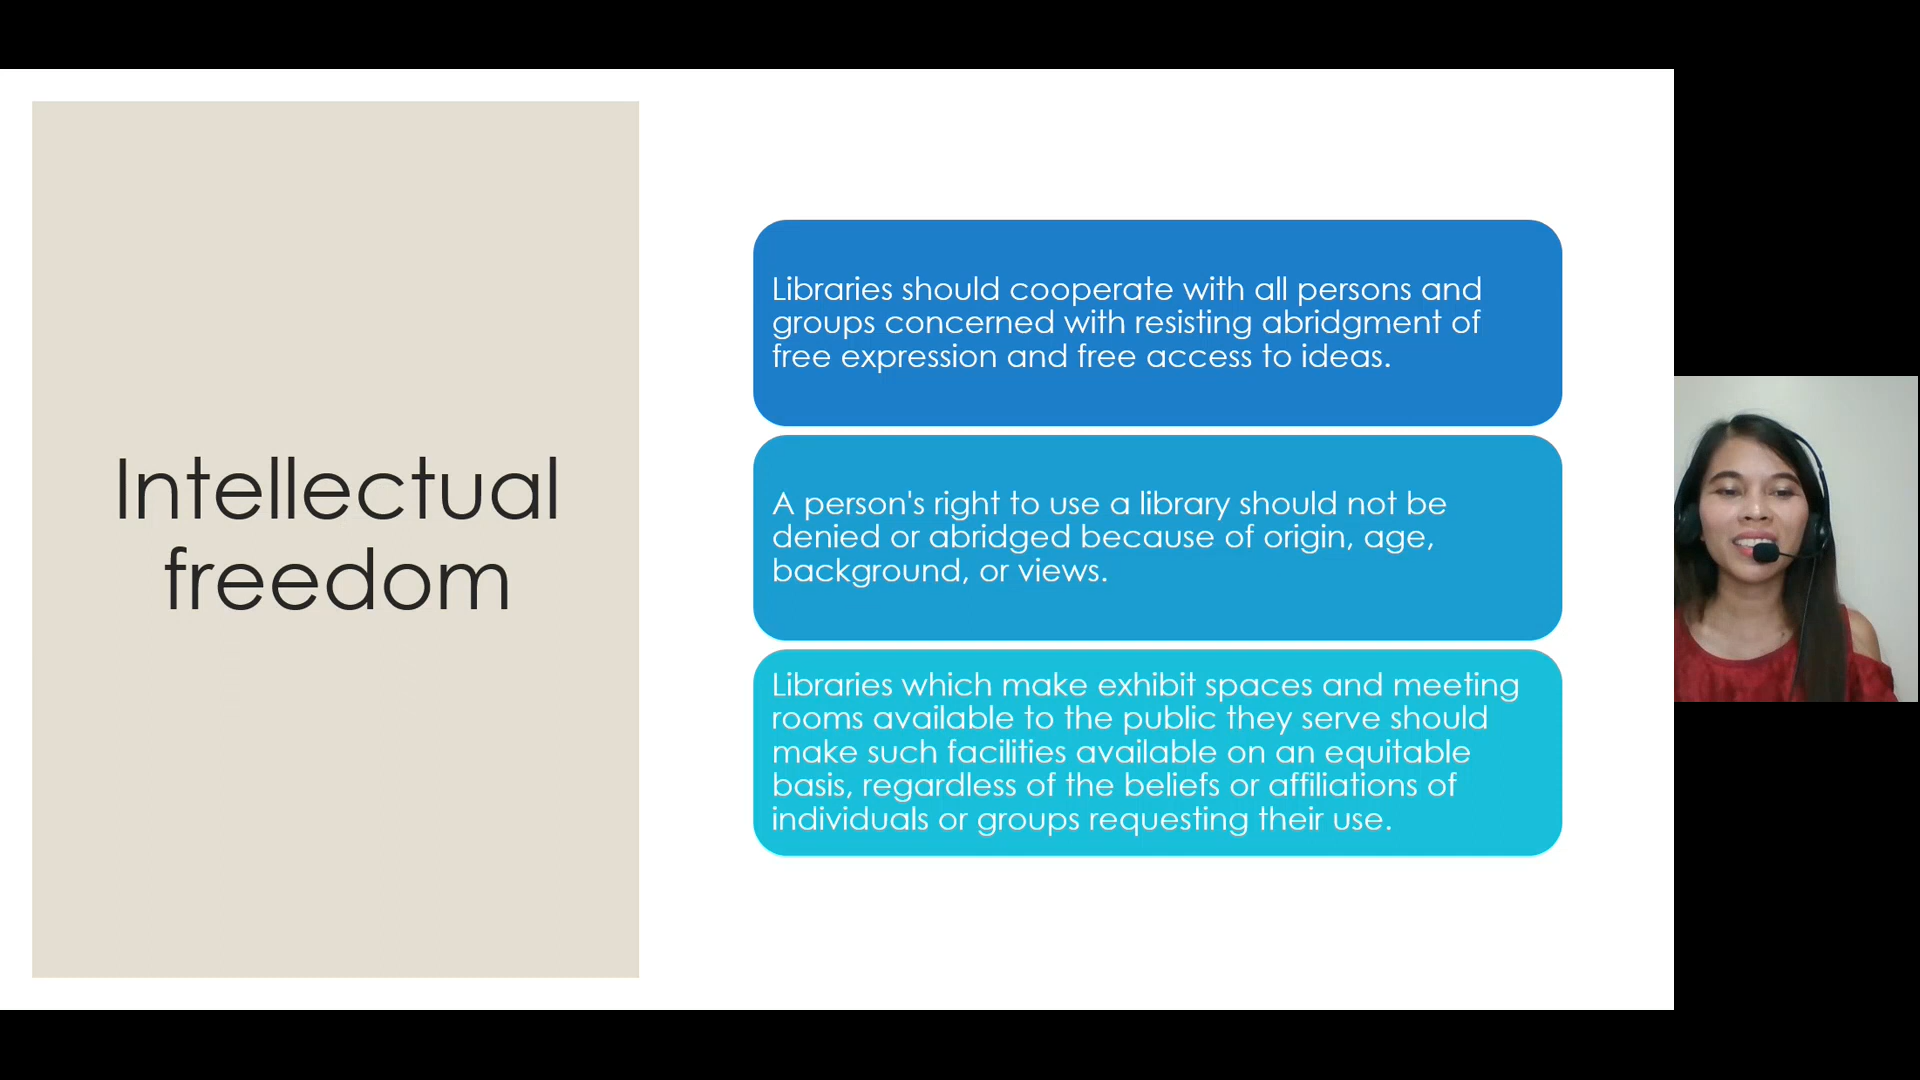 Intellectual
freedom
Libraries should cooperate with all persons and
groups concerned with resisting abridgment of
free expression and free access to ideas.
A person's right to use a library should not be
denied or abridged because of origin, age,
background, or views.
Libraries which make exhibit spaces and meeting
rooms available to the public they serve should
make such facilities available on an equitable
basis, regardless of the beliefs or affiliations of
individuals or groups requesting their use.